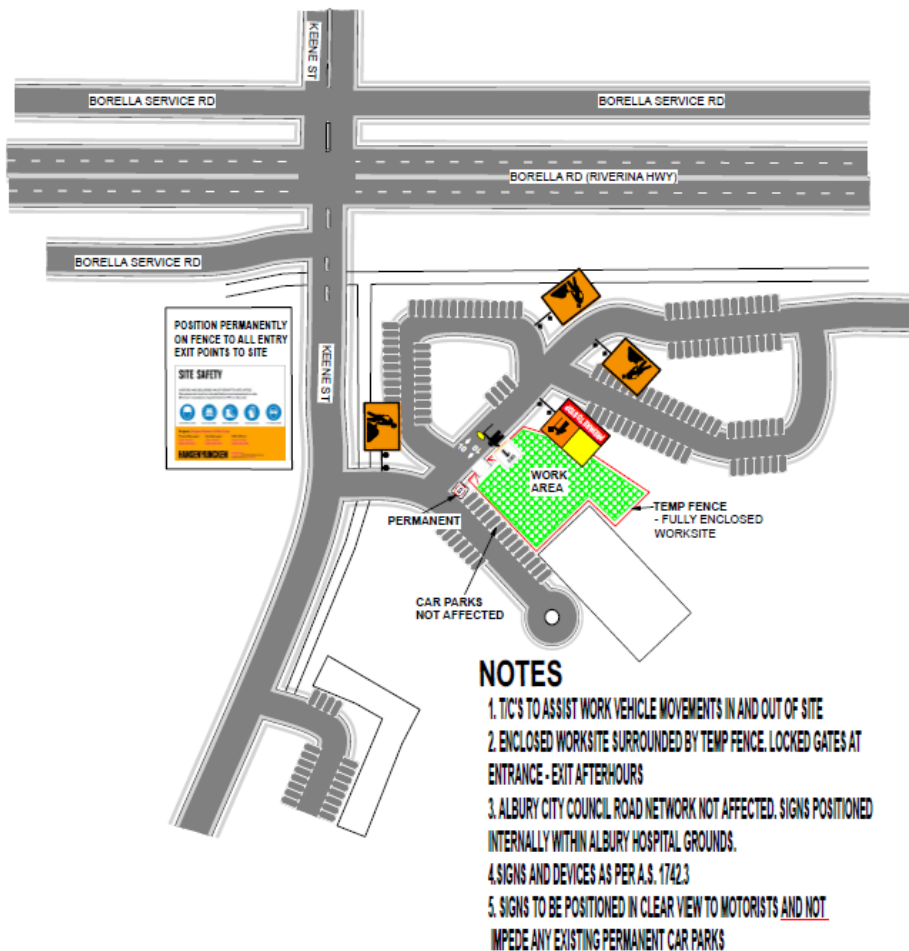 KEENE ST
BORELLA SERVICE RD
BORELLA SERVICE RD
BORELLA RD (RIVERINA HWY)
BORELLA SERVICE RD
POSITION PERMANENTLY
ON FENCE TO ALL ENTRY
EXIT POINTS TO SITE
SITE SAFETY
HANSEN YUNCKEN
KEENE ST
WORK
AREA
PERMANENT
TEMP FENCE
- FULLY ENCLOSED
WORKSITE
CAR PARKS
NOT AFFECTED
NOTES
1. T/C'S TO ASSIST WORK VEHICLE MOVEMENTS IN AND OUT OF SITE
2. ENCLOSED WORKSITE SURROUNDED BY TEMP FENCE. LOCKED GATES AT
ENTRANCE - EXIT AFTERHOURS
3. ALBURY CITY COUNCIL ROAD NETWORK NOT AFFECTED. SIGNS POSITIONED
INTERNALLY WITHIN ALBURY HOSPITAL GROUNDS.
4.SIGNS AND DEVICES AS PER A.S. 1742.3
5. SIGNS TO BE POSITIONED IN CLEAR VIEW TO MOTORISTS AND NOT
IMPEDE ANY EXISTING PERMANENT CAR PARKS